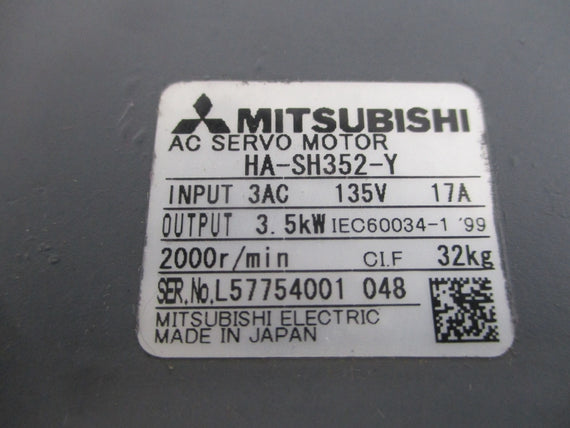 MITSUBISHI
AC SERVO MOTOR
HA-SH352-Y
INPUT 3AC 135V 17A
OUTPUT 3.5kW IEC60034-1 '99
2000r/min CI.F 32kg
SER.No.L57754001 048
MITSUBISHI ELECTRIC
MADE IN JAPAN